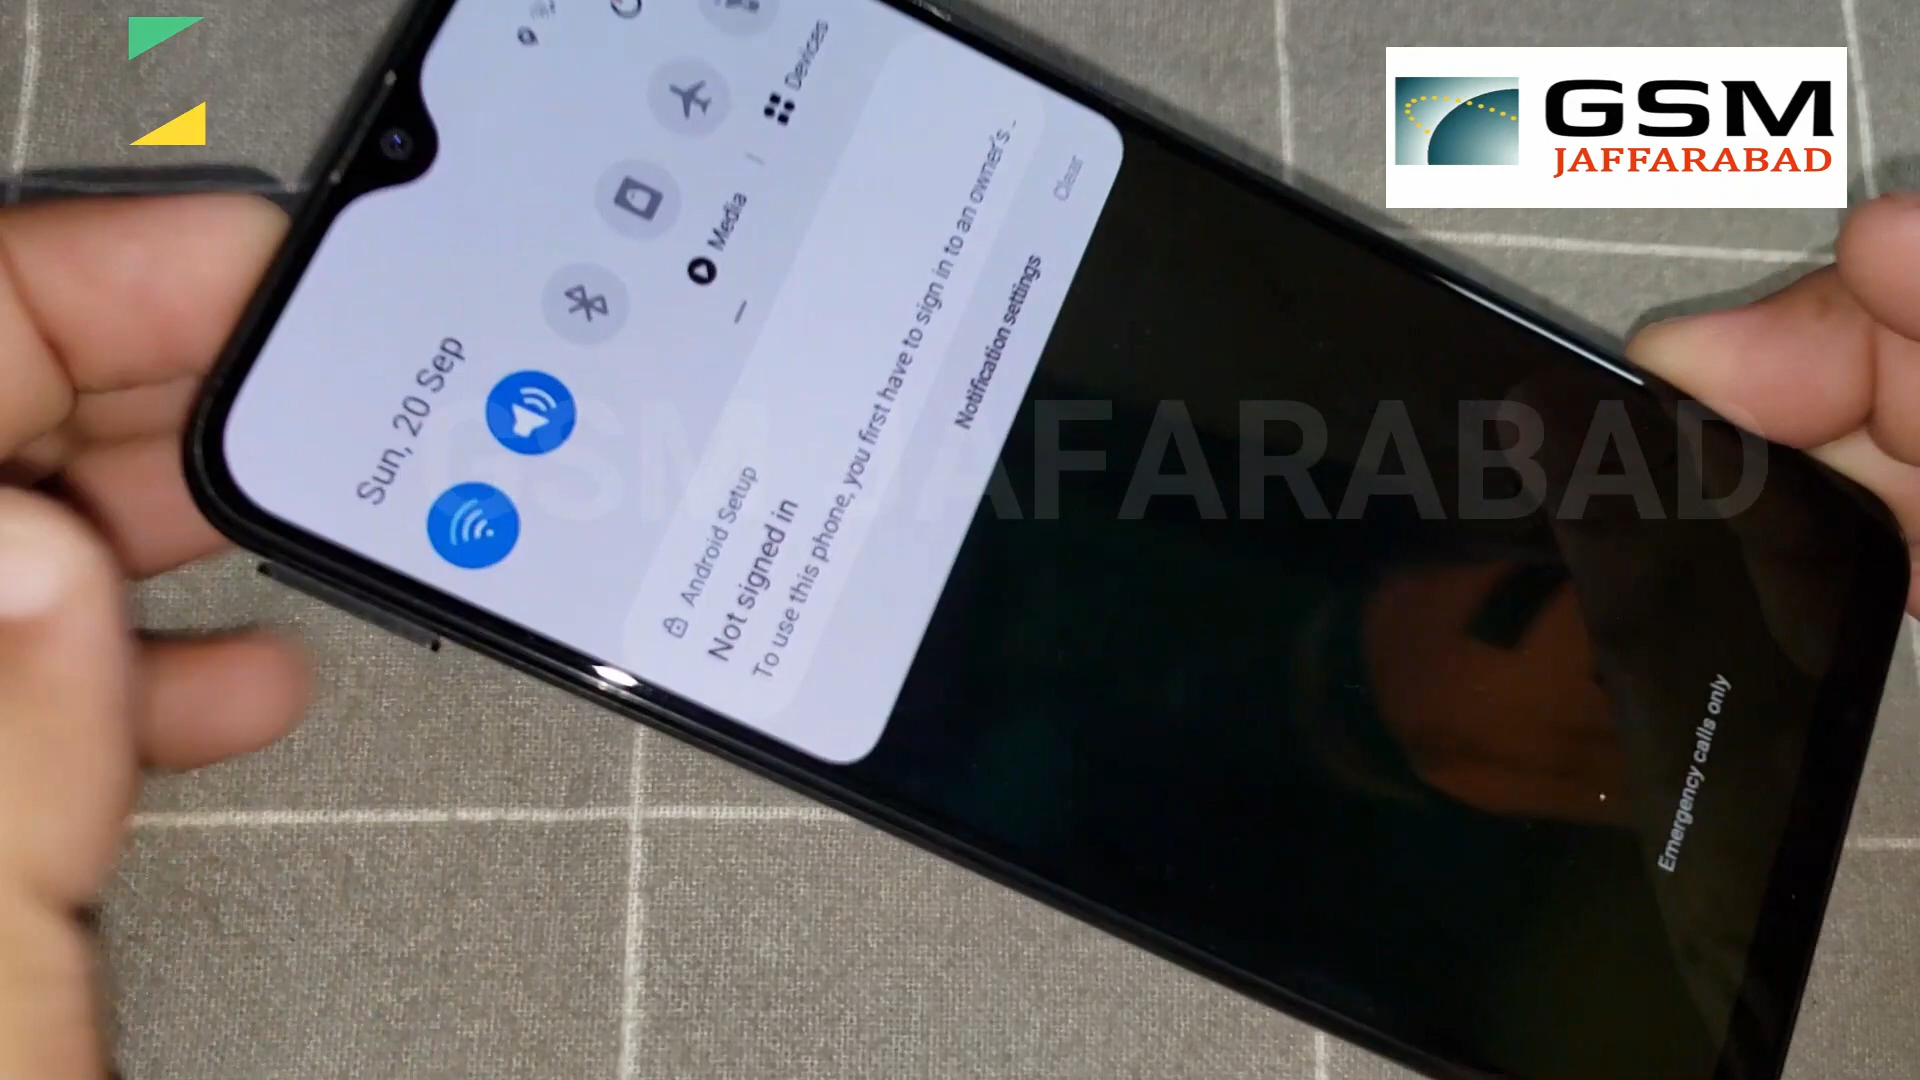 GSM
JAFFARABAD
Sun, 20 Sep
Media
Devices
Android Setup
Not signed in
To use this phone, you first have to sign in to an owner's..
Notification settings
Clear
GSM JAFARABAD
Emergency calls only